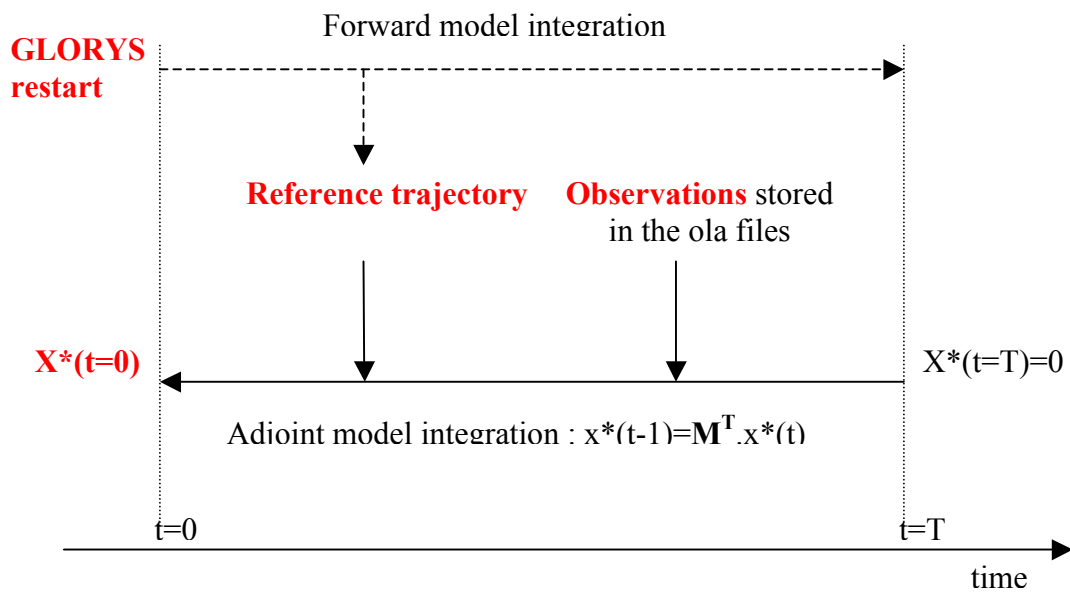 Forward model integration
GLORYS
restart
Reference trajectory
Observations stored
in the ola files
X*(t=0)
X*(t=T)=0
Adjoint model integration : x*(t-1)=M^T.x*(t)
t=0
t=T
time